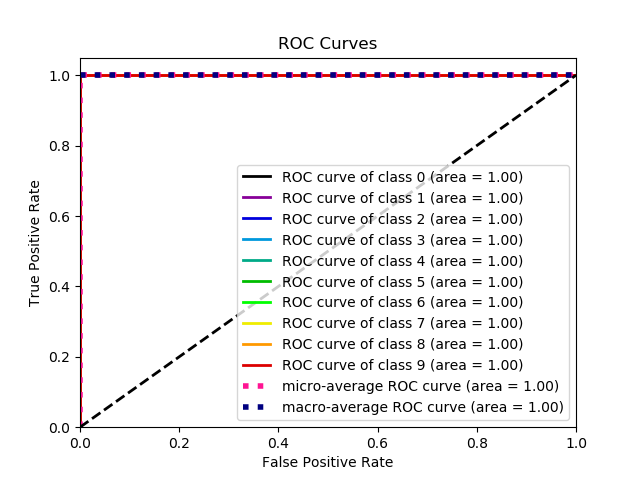 ROC Curves
True Positive Rate
1.0
0.8
0.6
0.4
0.2
0.0
ROC curve of class 0 (area = 1.00)
ROC curve of class 1 (area = 1.00)
ROC curve of class 2 (area = 1.00)
ROC curve of class 3 (area = 1.00)
ROC curve of class 4 (area = 1.00)
ROC curve of class 5 (area = 1.00)
ROC curve of class 6 (area = 1.00)
ROC curve of class 7 (area = 1.00)
ROC curve of class 8 (area = 1.00)
ROC curve of class 9 (area = 1.00)
micro-average ROC curve (area = 1.00)
macro-average ROC curve (area = 1.00)
0.0 0.2 0.4 0.6 0.8 1.0
False Positive Rate